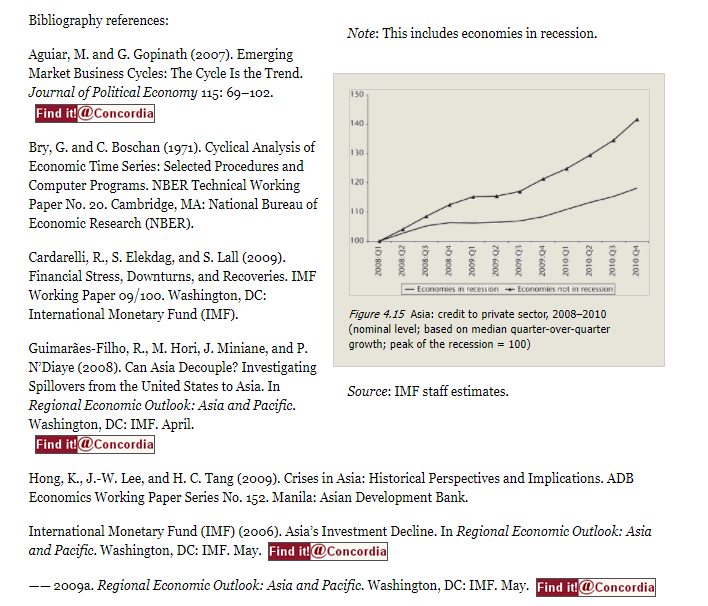 Bibliography references:
Aguiar, M. and G. Gopinath (2007). Emerging
Market Business Cycles: The Cycle Is the Trend.
Journal of Political Economy 115: 69–102.
Find it!@Concordia
Bry, G. and C. Boschan (1971). Cyclical Analysis of
Economic Time Series: Selected Procedures and
Computer Programs. NBER Technical Working
Paper No. 20. Cambridge, MA: National Bureau of
Economic Research (NBER).
Cardarelli, R., S. Elekdag, and S. Lall (2009).
Financial Stress, Downturns, and Recoveries. IMF
Working Paper 09/100. Washington, DC:
International Monetary Fund (IMF).
Guimarães-Filho, R., M. Hori, J. Miniane, and P.
N’Diaye (2008). Can Asia Decouple? Investigating
Spillovers from the United States to Asia. In
Regional Economic Outlook: Asia and Pacific.
Washington, DC: IMF. April.
Find it!@Concordia
Note: This includes economies in recession.
150
140
130
120
110
100
2008 Q1
2008 Q2
2008 Q3
2008 Q4
2009 Q1
2009 Q2
2009 Q3
2009 Q4
2010 Q1
2010 Q2
2010 Q3
2010 Q4
Economies in recession Economies not in recession
Figure 4.15 Asia: credit to private sector, 2008–2010
(nominal level; based on median quarter-over-quarter
growth; peak of the recession = 100)
Source: IMF staff estimates.
Hong, K., J.-W. Lee, and H. C. Tang (2009). Crises in Asia: Historical Perspectives and Implications. ADB
Economics Working Paper Series No. 152. Manila: Asian Development Bank.
International Monetary Fund (IMF) (2006). Asia’s Investment Decline. In Regional Economic Outlook: Asia
and Pacific. Washington, DC: IMF. May. Find it!@Concordia
—— 2009a. Regional Economic Outlook: Asia and Pacific. Washington, DC: IMF. May. Find it!@Concordia